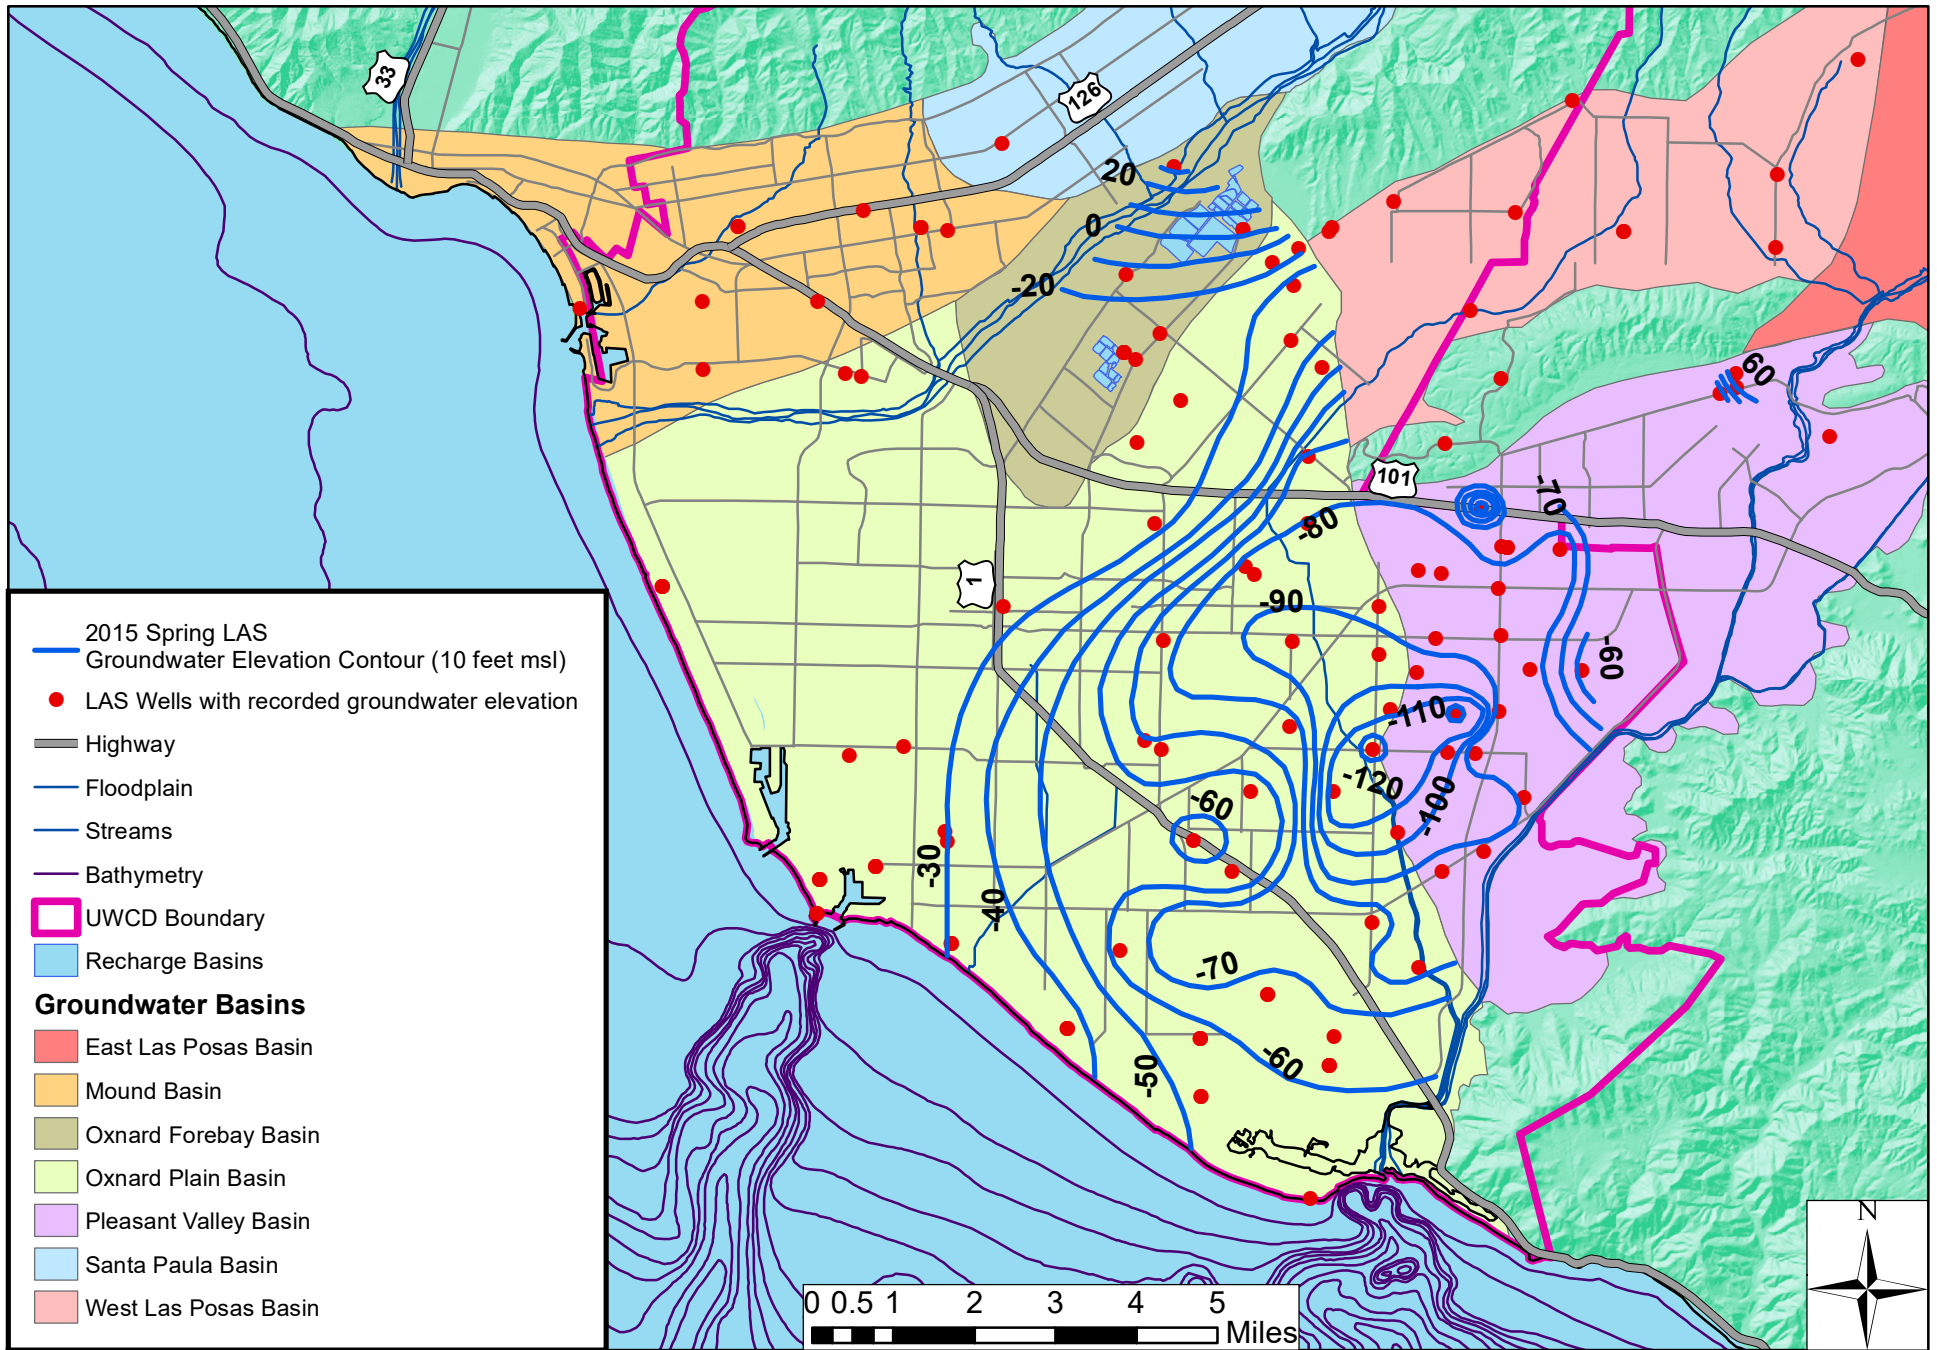 33
126
20
0
-20
60
101
-70
-80
1
-90
-60
-110
-120
-100
-60
-30
-40
-70
-60
-50
2015 Spring LAS
Groundwater Elevation Contour (10 feet msl)
LAS Wells with recorded groundwater elevation
Highway
Floodplain
Streams
Bathymetry
UWCD Boundary
Recharge Basins
Groundwater Basins
East Las Posas Basin
Mound Basin
Oxnard Forebay Basin
Oxnard Plain Basin
Pleasant Valley Basin
Santa Paula Basin
West Las Posas Basin
N
0 0.5 1 2 3 4 5
Miles